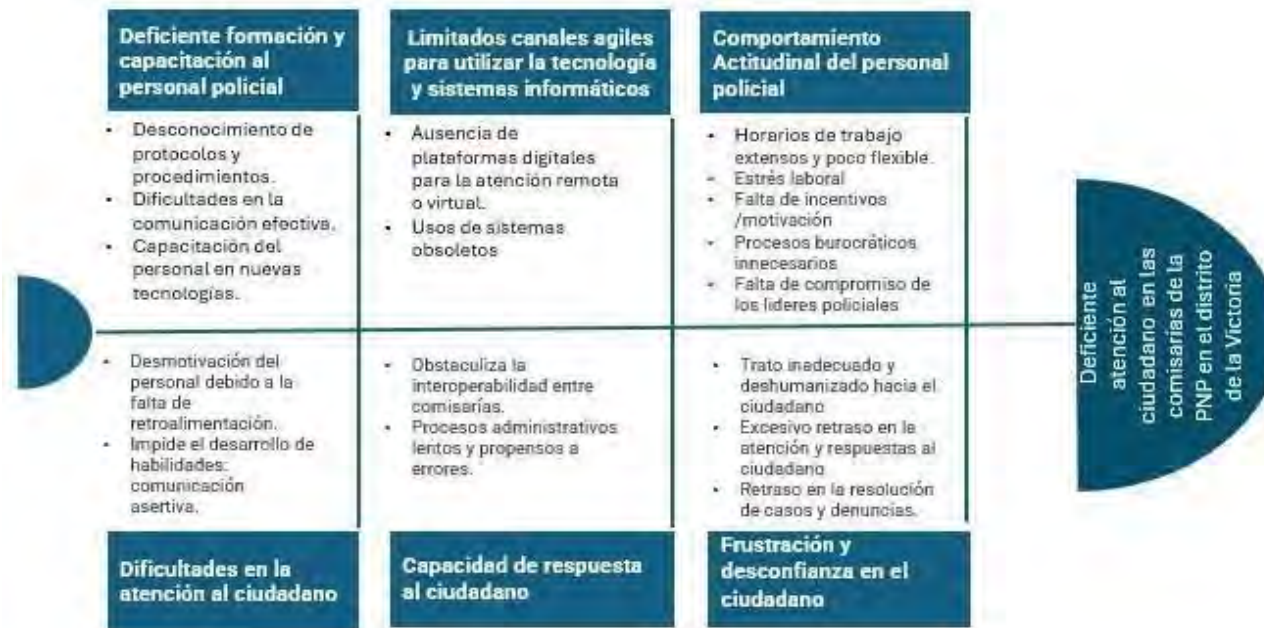 Deficiente formación y
capacitación al
personal policial
Limitados canales agiles
para utilizar la tecnología
y sistemas informáticos
Comportamiento
Actitudinal del personal
policial
• Desconocimiento de
protocolos y
procedimientos.
• Dificultades en la
comunicación efectiva.
• Capacitación del
personal en nuevas
tecnologías.
• Ausencia de
plataformas digitales
para la atención remota
o virtual.
• Usos de sistemas
obsoletos
• Horarios de trabajo
extensos y poco flexible.
- Estrés laboral
- Falta de incentivos
/motivación
- Procesos burocráticos
innecesarios
- Falta de compromiso de
los lideres policiales
Deficiente
atención al
ciudadano en las
comisarías de la
PNP en el distrito
de la Victoria
• Desmotivación del
personal debido a la
falta de
retroalimentación.
• Impide el desarrollo de
habilidades:
comunicación
asertiva.
• Obstaculiza la
interoperabilidad entre
comisarías.
• Procesos administrativos
lentos y propensos a
errores.
• Trato inadecuado y
deshumanizado hacia el
ciudadano
• Excesivo retraso en la
atención y respuestas al
ciudadano
• Retraso en la resolución
de casos y denuncias.
Dificultades en la
atención al ciudadano
Capacidad de respuesta
al ciudadano
Frustración y
desconfianza en el
ciudadano